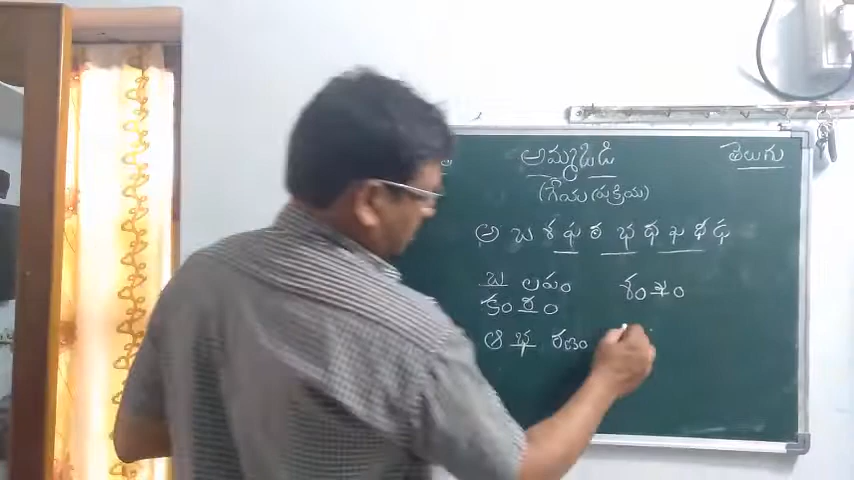 అమ్మఒడి
తెలుగు
(గేయ ప్రక్రియ)
అ బ శ ఘ ఠ భ థ ఖ ధ ఢ
బ లపం
శంఖం
కంఠం
ఆ భ రణం